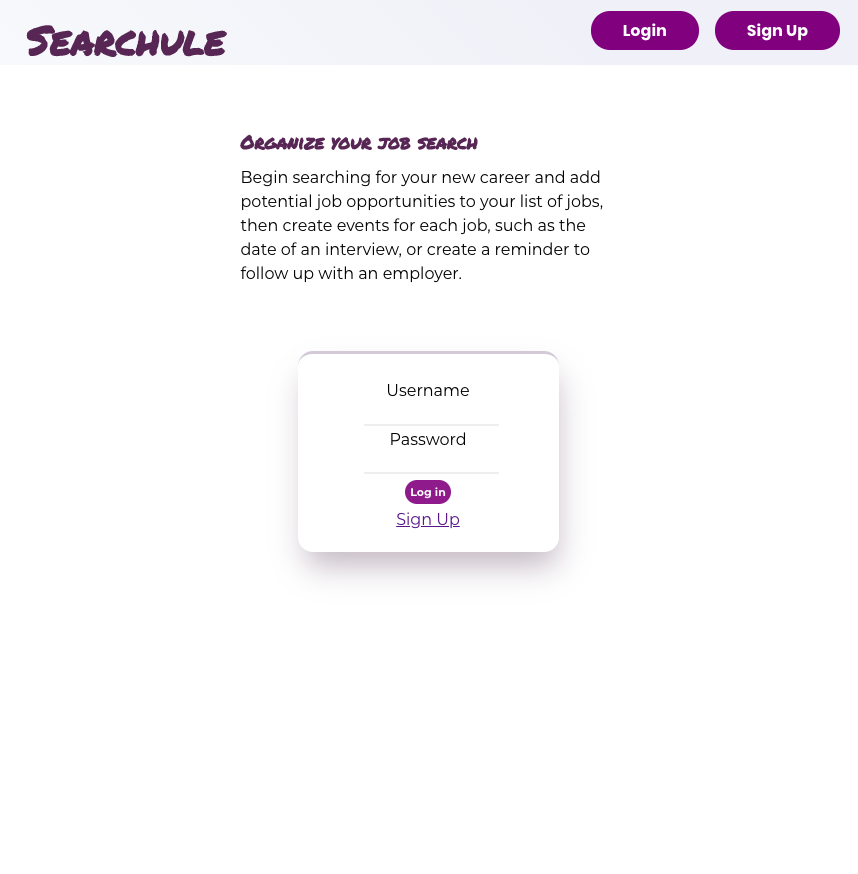 Searchule
Login
Sign Up
Organize your job search
Begin searching for your new career and add
potential job opportunities to your list of jobs,
then create events for each job, such as the
date of an interview, or create a reminder to
follow up with an employer.
Username
Password
Log in
Sign Up